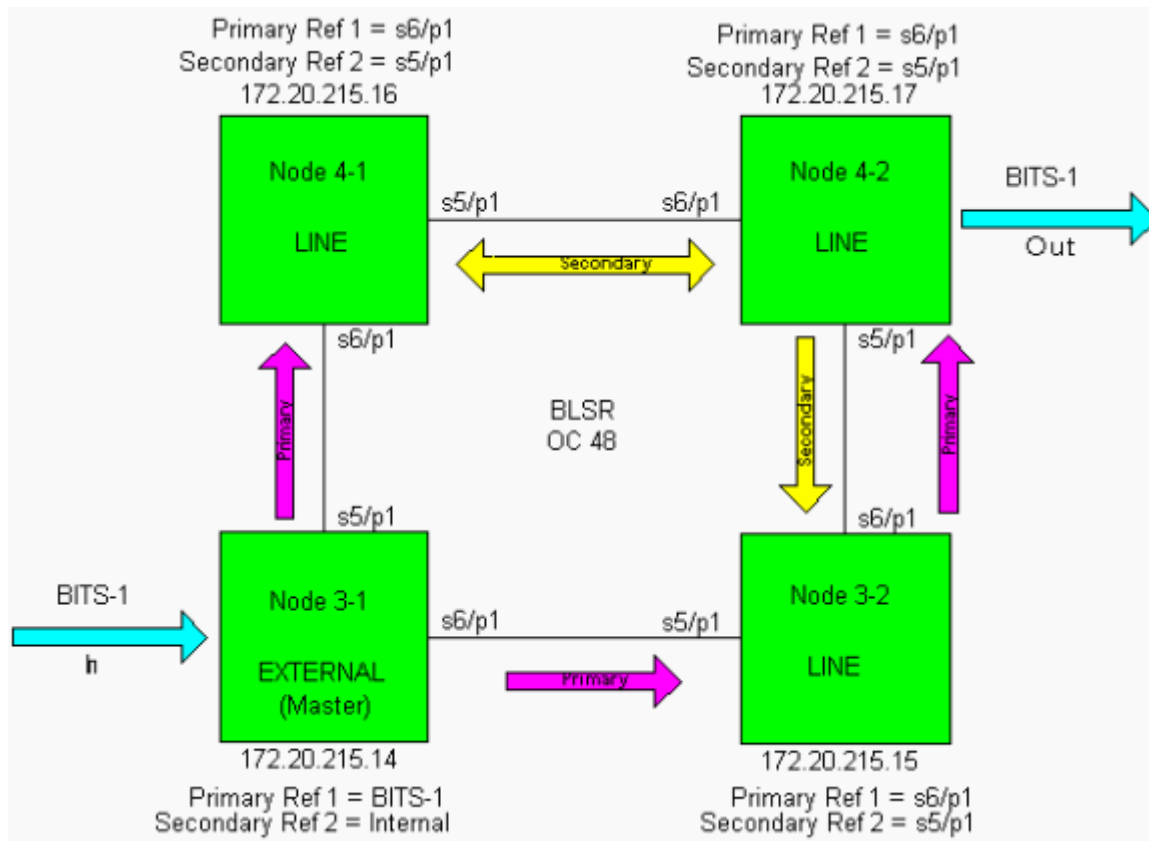 Primary Ref 1 = s6/p1
Secondary Ref 2 = s5/p1
172.20.215.16
Primary Ref 1 = s6/p1
Secondary Ref 2 = s5/p1
172.20.215.17
Node 4-1
LINE
s5/p1
s6/p1
Secondary
Node 4-2
LINE
BITS-1
Out
s6/p1
s5/p1
Primary
BLSR
OC 48
Secondary
Primary
s5/p1
s6/p1
BITS-1
In
Node 3-1
EXTERNAL
(Master)
s6/p1
s5/p1
Primary
Node 3-2
LINE
172.20.215.14
Primary Ref 1 = BITS-1
Secondary Ref 2 = Internal
172.20.215.15
Primary Ref 1 = s6/p1
Secondary Ref 2 = s5/p1